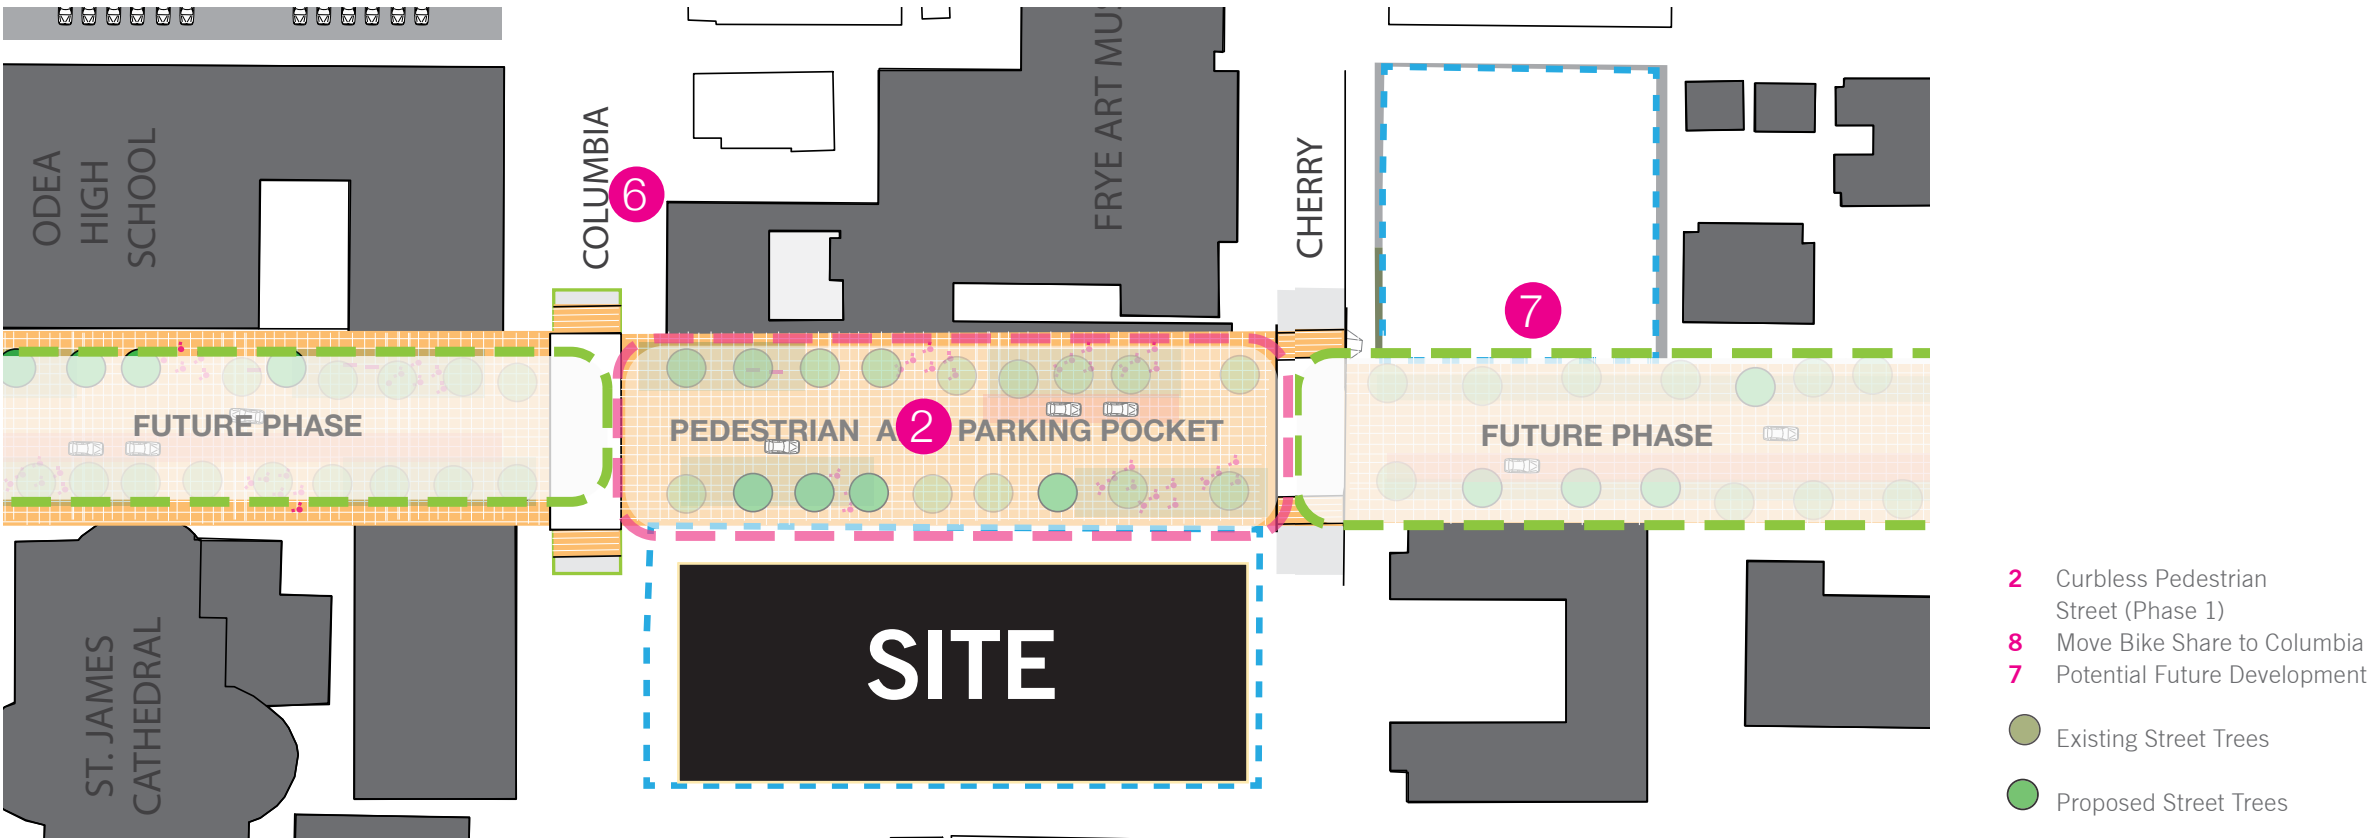 ODEA
HIGH
SCHOOL
COLUMBIA
6
FRYE ART MUS
CHERRY
7
FUTURE PHASE
PEDESTRIAN A
2
PARKING POCKET
FUTURE PHASE
ST. JAMES
CATHEDRAL
SITE
2 Curbless Pedestrian
Street (Phase 1)
8 Move Bike Share to Columbia
7 Potential Future Development
Existing Street Trees
Proposed Street Trees